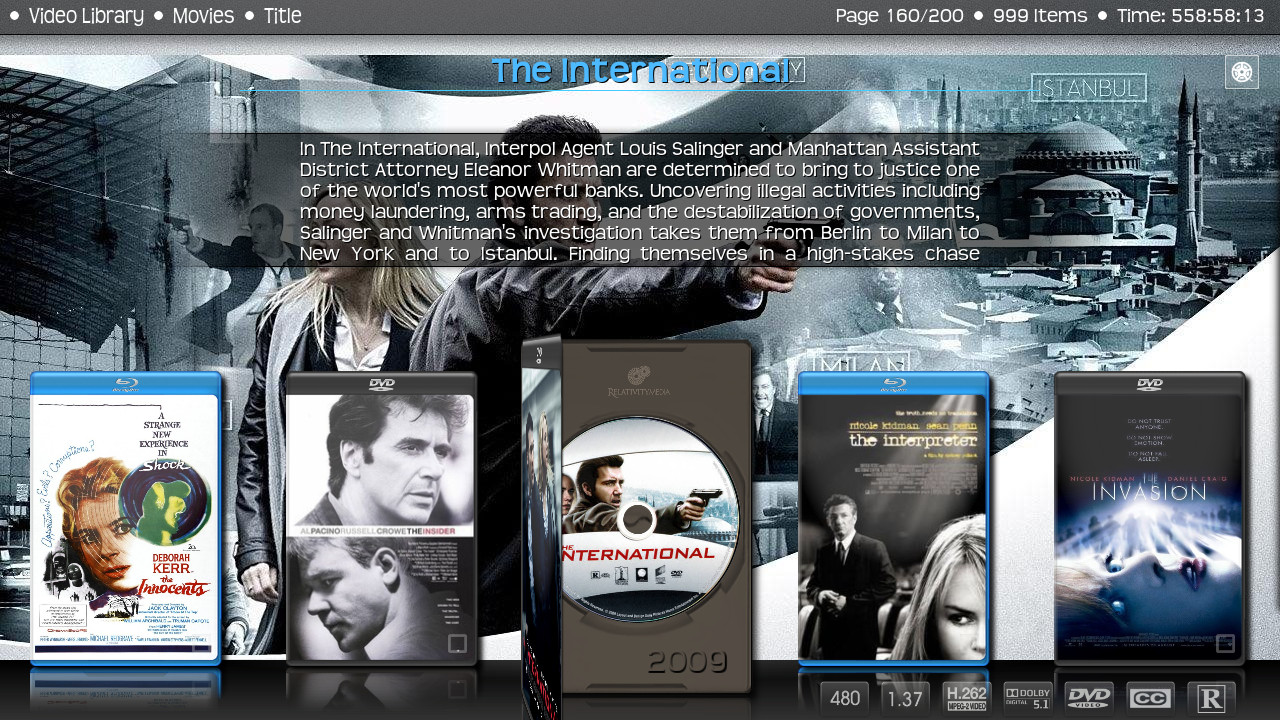 Video Library • Movies • Title
Page 160/200 • 999 Items • Time: 558:58:13
The International
ISTANBUL
In The International, Interpol Agent Louis Salinger and Manhattan Assistant
District Attorney Eleanor Whitman are determined to bring to justice one
of the world's most powerful banks. Uncovering illegal activities including
money laundering, arms trading, and the destabilization of governments,
Salinger and Whitman's investigation takes them from Berlin to Milan to
New York and to Istanbul. Finding themselves in a high-stakes chase
MILAN
A
STRANGE
NEW
EXPERIENCE
IN
Shock
DEBORAH
KERR
the
Innocents
JACK CLAYTON
DVD
AL PACINO RUSSELL CROWE THE INSIDER
RELATIVITY MEDIA
THE
INTERNATIONAL
2009
the truth needs no translation
nicole kidman sean penn
the interpreter
DVD
DO NOT TRUST
ANYONE.
DO NOT SHOW
EMOTION.
DO NOT FALL
ASLEEP.
NICOLE KIDMAN THE DANIEL CRAIG
INVASION
480
1.37
H.262
MPEG-2 VIDEO
DOLBY
DIGITAL 5.1
DVD
VIDEO
CC
R